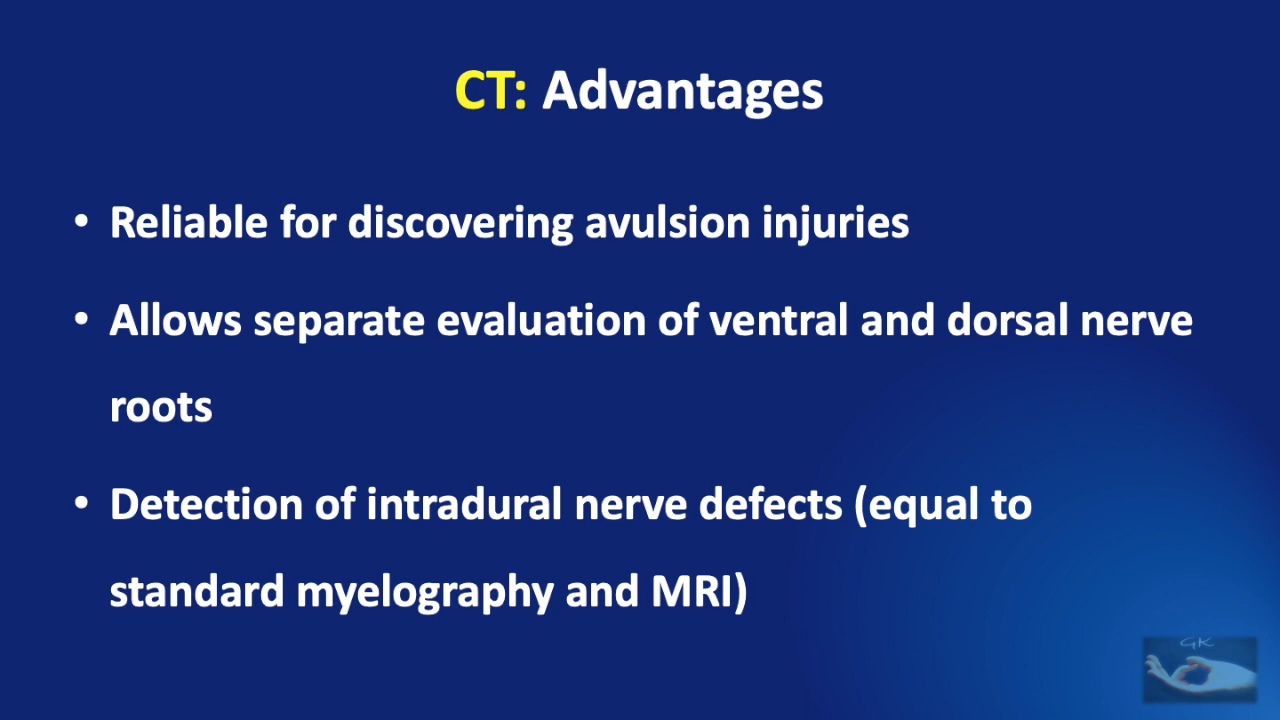 CT: Advantages
• Reliable for discovering avulsion injuries
• Allows separate evaluation of ventral and dorsal nerve
roots
• Detection of intradural nerve defects (equal to
standard myelography and MRI)
GK